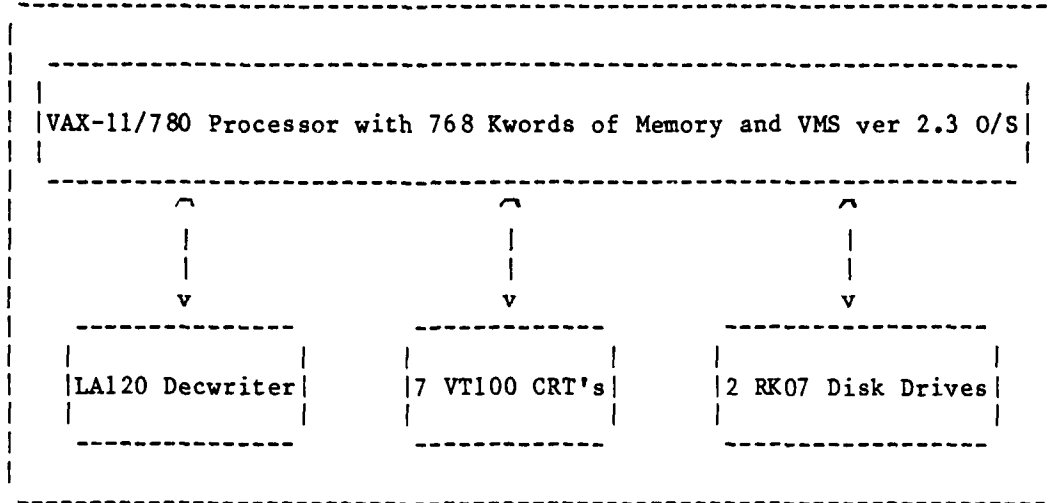 VAX-11/780 Processor with 768 Kwords of Memory and VMS ver 2.3 O/S
LA120 Decwriter
7 VT100 CRT's
2 RK07 Disk Drives